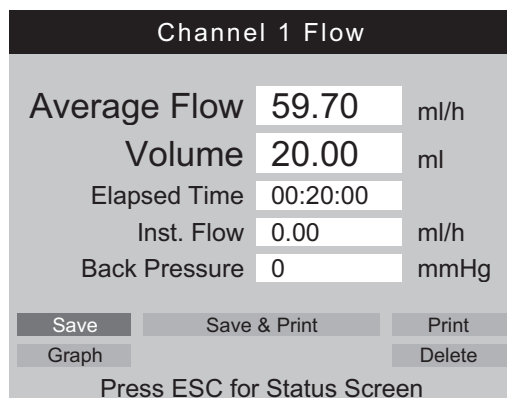 Channel 1 Flow
Average Flow 59.70 ml/h
Volume 20.00 ml
Elapsed Time 00:20:00
Inst. Flow 0.00 ml/h
Back Pressure 0 mmHg
Save Save & Print Print
Graph Delete
Press ESC for Status Screen